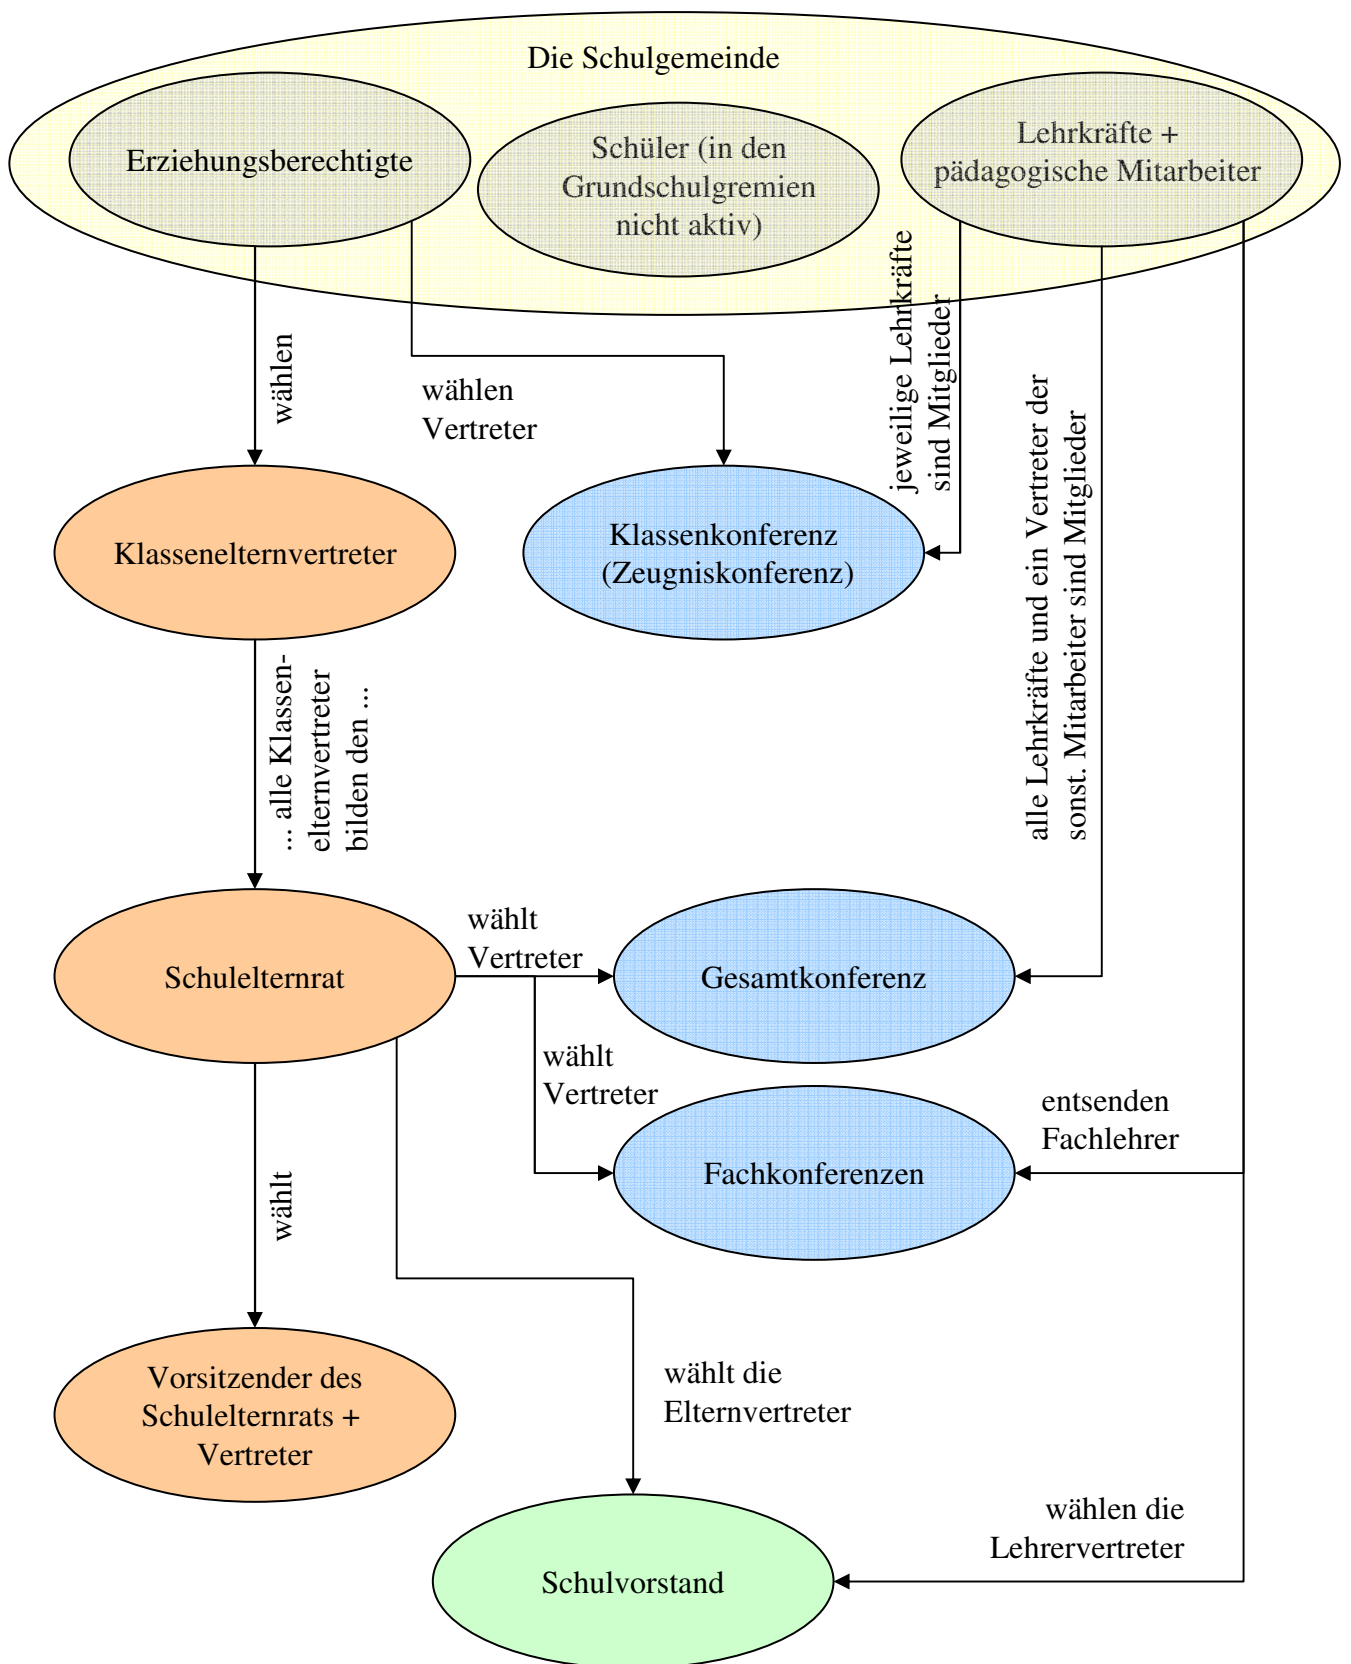 Die Schulgemeinde
Erziehungsberechtigte
Schüler (in den
Grundschulgremien
nicht aktiv)
Lehrkräfte +
pädagogische Mitarbeiter
wählen
wählen
Vertreter
jeweilige Lehrkräfte
sind Mitglieder
alle Lehrkräfte und ein Vertreter der
sonst. Mitarbeiter sind Mitglieder
Klassenelternvertreter
Klassenkonferenz
(Zeugniskonferenz)
... alle Klassen-
elternvertreter
bilden den ...
Schulelternrat
wählt
Vertreter
Gesamtkonferenz
wählt
Vertreter
Fachkonferenzen
entsenden
Fachlehrer
wählt
Vorsitzender des
Schulelternrats +
Vertreter
wählt die
Elternvertreter
wählen die
Lehrervertreter
Schulvorstand